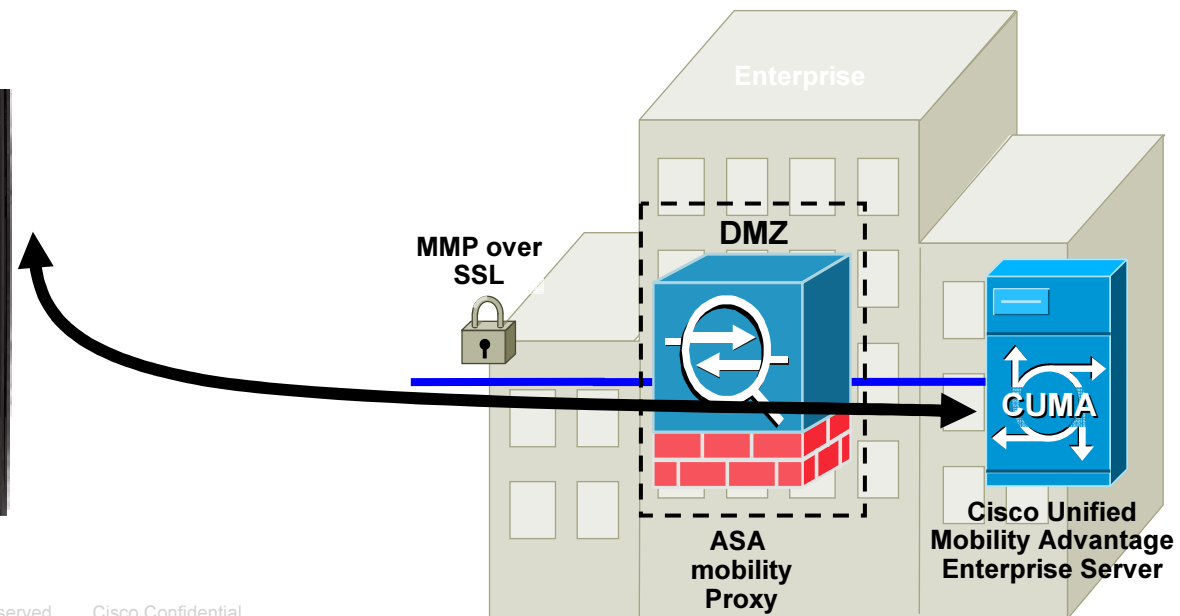 Enterprise
DMZ
MMP over
SSL
CUMA
Cisco Unified
Mobility Advantage
Enterprise Server
ASA
mobility
Proxy
served Cisco Confidential